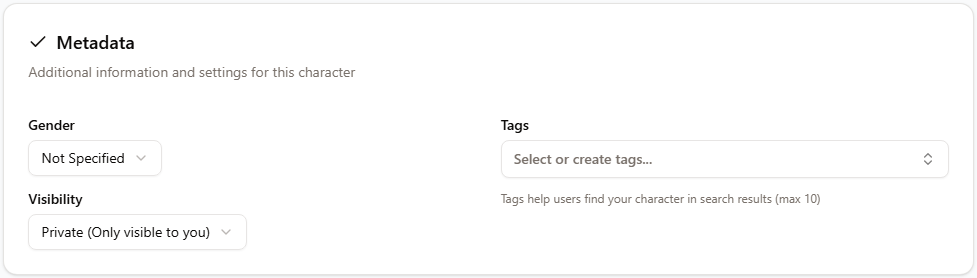 Metadata
Additional information and settings for this character
Gender
Not Specified
Visibility
Private (Only visible to you)
Tags
Select or create tags...
Tags help users find your character in search results (max 10)